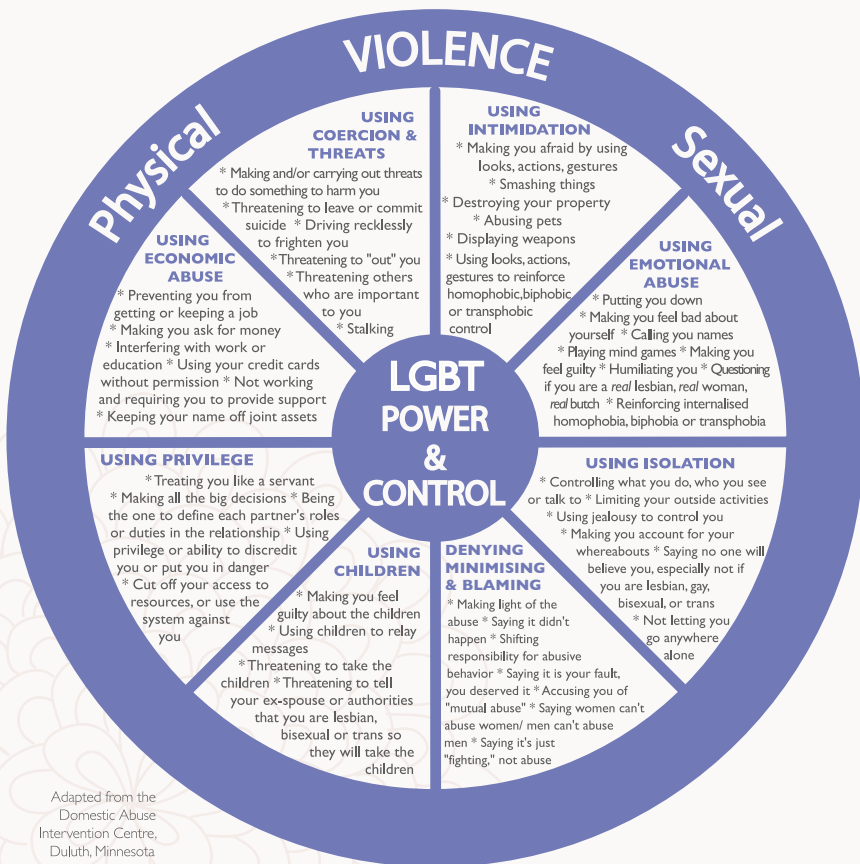 VIOLENCE
Physical
Sexual
USING
COERCION &
THREATS
* Making and/or carrying out threats
to do something to harm you
* Threatening to leave or commit
suicide * Driving recklessly
to frighten you
* Threatening to "out" you
* Threatening others
who are important
to you
* Stalking
USING
INTIMIDATION
* Making you afraid by using
looks, actions, gestures
* Smashing things
* Destroying your property
* Abusing pets
* Displaying weapons
* Using looks, actions,
gestures to reinforce
homophobic,biphobic,
or transphobic
control
USING
ECONOMIC
ABUSE
* Preventing you from
getting or keeping a job
* Making you ask for money
* Interfering with work or
education * Using your credit cards
without permission * Not working
and requiring you to provide support
* Keeping your name off joint assets
USING
EMOTIONAL
ABUSE
* Putting you down
* Making you feel bad about
yourself * Calling you names
* Playing mind games * Making you
feel guilty * Humiliating you * Questioning
if you are a real lesbian, real woman,
real butch * Reinforcing internalised
homophobia, biphobia or transphobia
LGBT
POWER
&
CONTROL
USING PRIVILEGE
* Treating you like a servant
* Making all the big decisions * Being
the one to define each partner's roles
or duties in the relationship * Using
privilege or ability to discredit
you or put you in danger
* Cut off your access to
resources, or use the
system against
you
USING ISOLATION
* Controlling what you do, who you see
or talk to * Limiting your outside activities
* Using jealousy to control you
* Making you account for your
whereabouts * Saying no one will
believe you, especially not if
you are lesbian, gay,
bisexual, or trans
* Not letting you
go anywhere
alone
USING
CHILDREN
* Making you feel
guilty about the children
* Using children to relay
messages
* Threatening to take the
children * Threatening to tell
your ex-spouse or authorities
that you are lesbian,
bisexual or trans so
they will take the
children
DENYING
MINIMISING
& BLAMING
* Making light of the
abuse * Saying it didn't
happen * Shifting
responsibility for abusive
behavior * Saying it is your fault,
you deserved it * Accusing you of
"mutual abuse" * Saying women can't
abuse women/ men can't abuse
men * Saying it's just
"fighting," not abuse
Adapted from the
Domestic Abuse
Intervention Centre,
Duluth, Minnesota